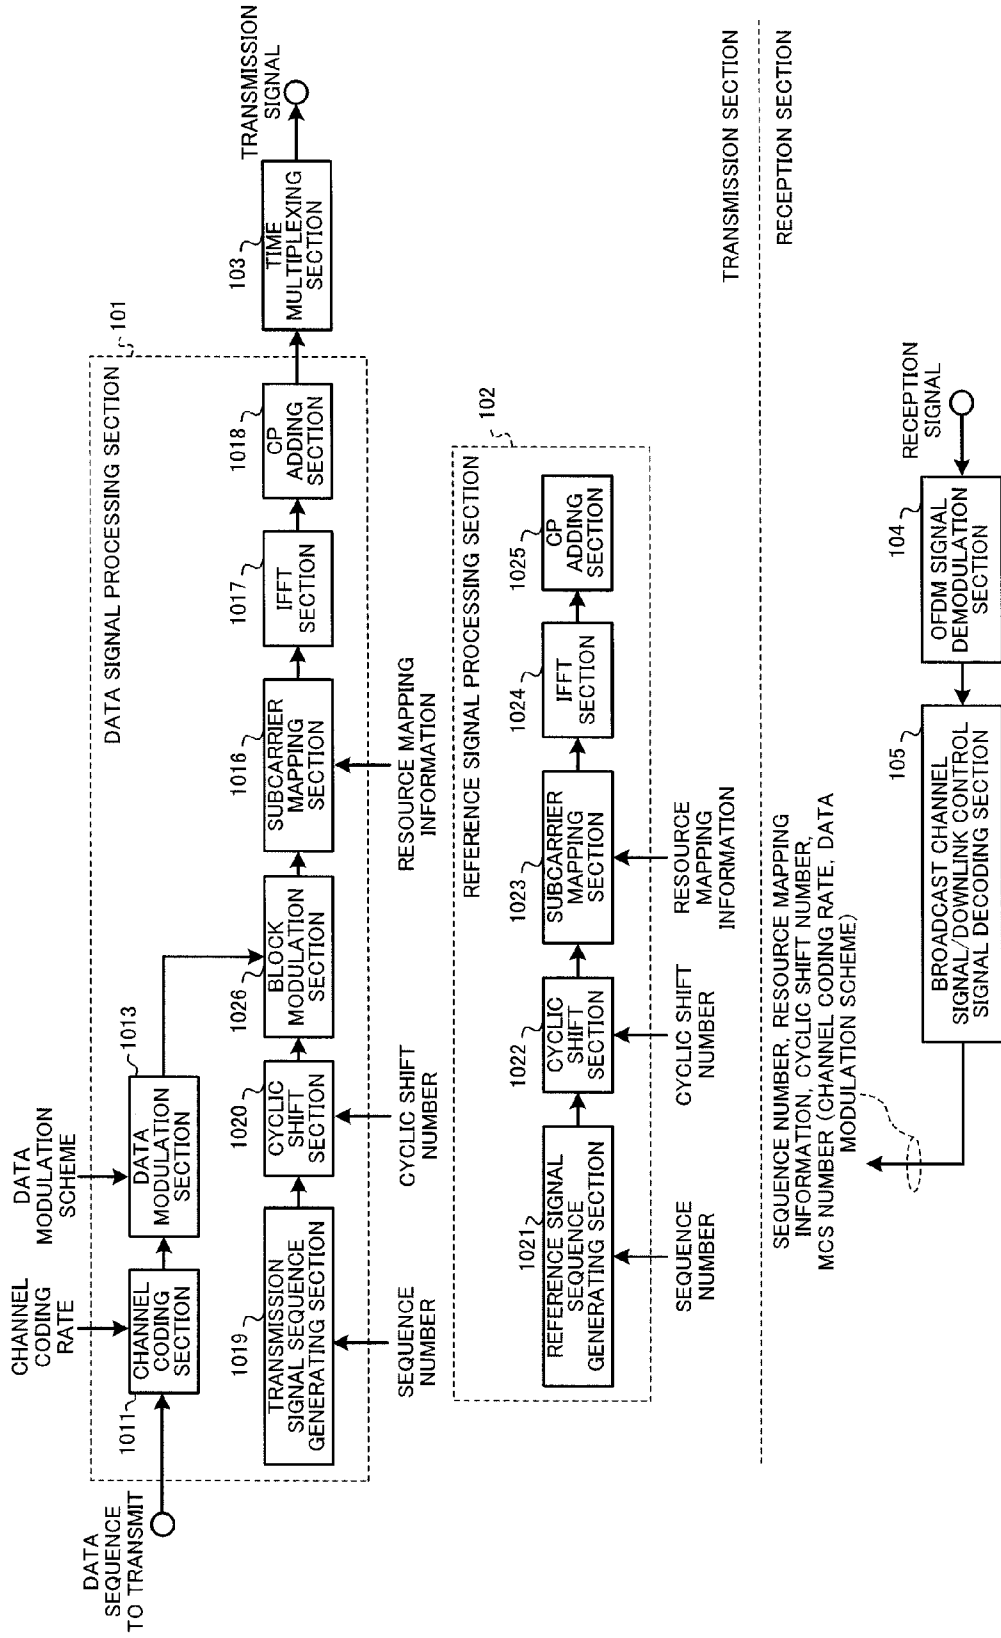 DATA
SEQUENCE
TO TRANSMIT
CHANNEL
CODING
RATE
DATA
MODULATION
SCHEME
DATA SIGNAL PROCESSING SECTION
101
1011
CHANNEL
CODING
SECTION
1013
DATA
MODULATION
SECTION
1019
TRANSMISSION
SIGNAL SEQUENCE
GENERATING SECTION
1020
CYCLIC
SHIFT
SECTION
1026
BLOCK
MODULATION
SECTION
1016
SUBCARRIER
MAPPING
SECTION
1017
IFFT
SECTION
1018
CP
ADDING
SECTION
103
TIME
MULTIPLEXING
SECTION
TRANSMISSION
SIGNAL
SEQUENCE
NUMBER
CYCLIC SHIFT
NUMBER
RESOURCE MAPPING
INFORMATION
REFERENCE SIGNAL PROCESSING SECTION
102
1021
REFERENCE SIGNAL
SEQUENCE
GENERATING SECTION
1022
CYCLIC
SHIFT
SECTION
1023
SUBCARRIER
MAPPING
SECTION
1024
IFFT
SECTION
1025
CP
ADDING
SECTION
SEQUENCE
NUMBER
CYCLIC SHIFT
NUMBER
RESOURCE
MAPPING
INFORMATION
TRANSMISSION SECTION
RECEPTION SECTION
SEQUENCE NUMBER, RESOURCE MAPPING
INFORMATION, CYCLIC SHIFT NUMBER,
MCS NUMBER (CHANNEL CODING RATE, DATA
MODULATION SCHEME)
105
BROADCAST CHANNEL
SIGNAL/DOWNLINK CONTROL
SIGNAL DECODING SECTION
104
OFDM SIGNAL
DEMODULATION
SECTION
RECEPTION
SIGNAL